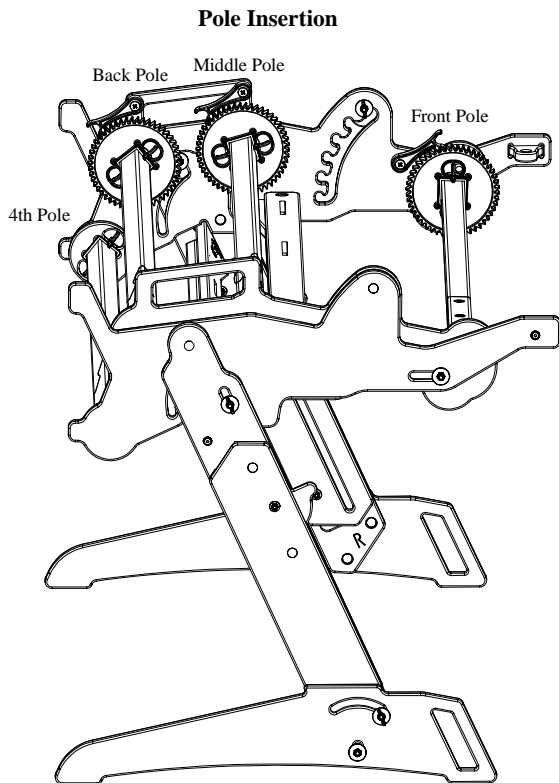 Pole Insertion
Middle Pole
Back Pole
Front Pole
4th Pole
R